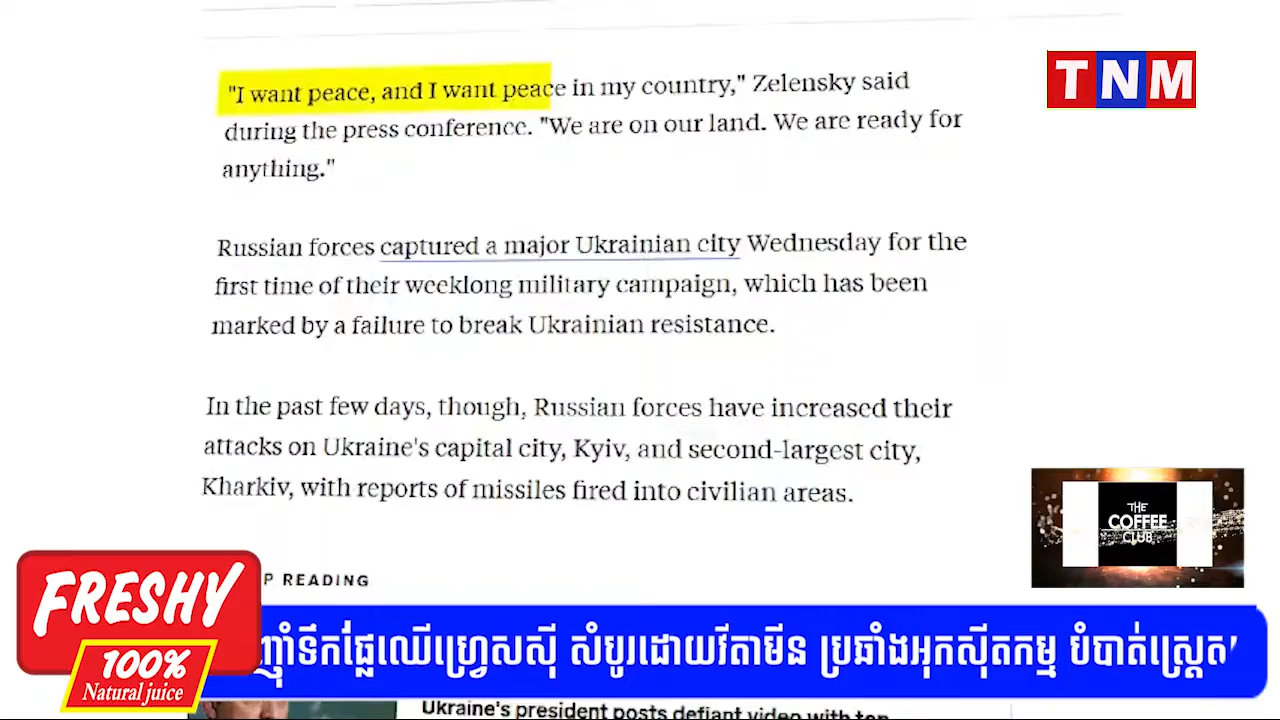 "I want peace, and I want peace in my country," Zelensky said
during the press conference. "We are on our land. We are ready for
anything."
TNM
Russian forces captured a major Ukrainian city Wednesday for the
first time of their weeklong military campaign, which has been
marked by a failure to break Ukrainian resistance.
In the past few days, though, Russian forces have increased their
attacks on Ukraine's capital city, Kyiv, and second-largest city,
Kharkiv, with reports of missiles fired into civilian areas.
THE
COFFEE
CLUB
P READING
FRESHY
100%
Natural juice
ញ៉ាំទឹកផ្លែឈើហ្វ្រេសស៊ី សំបូរដោយវីតាមីន ប្រឆាំងអុកស៊ីតកម្ម បំបាត់ស្ត្រេត
Ukraine's president posts defiant video with top